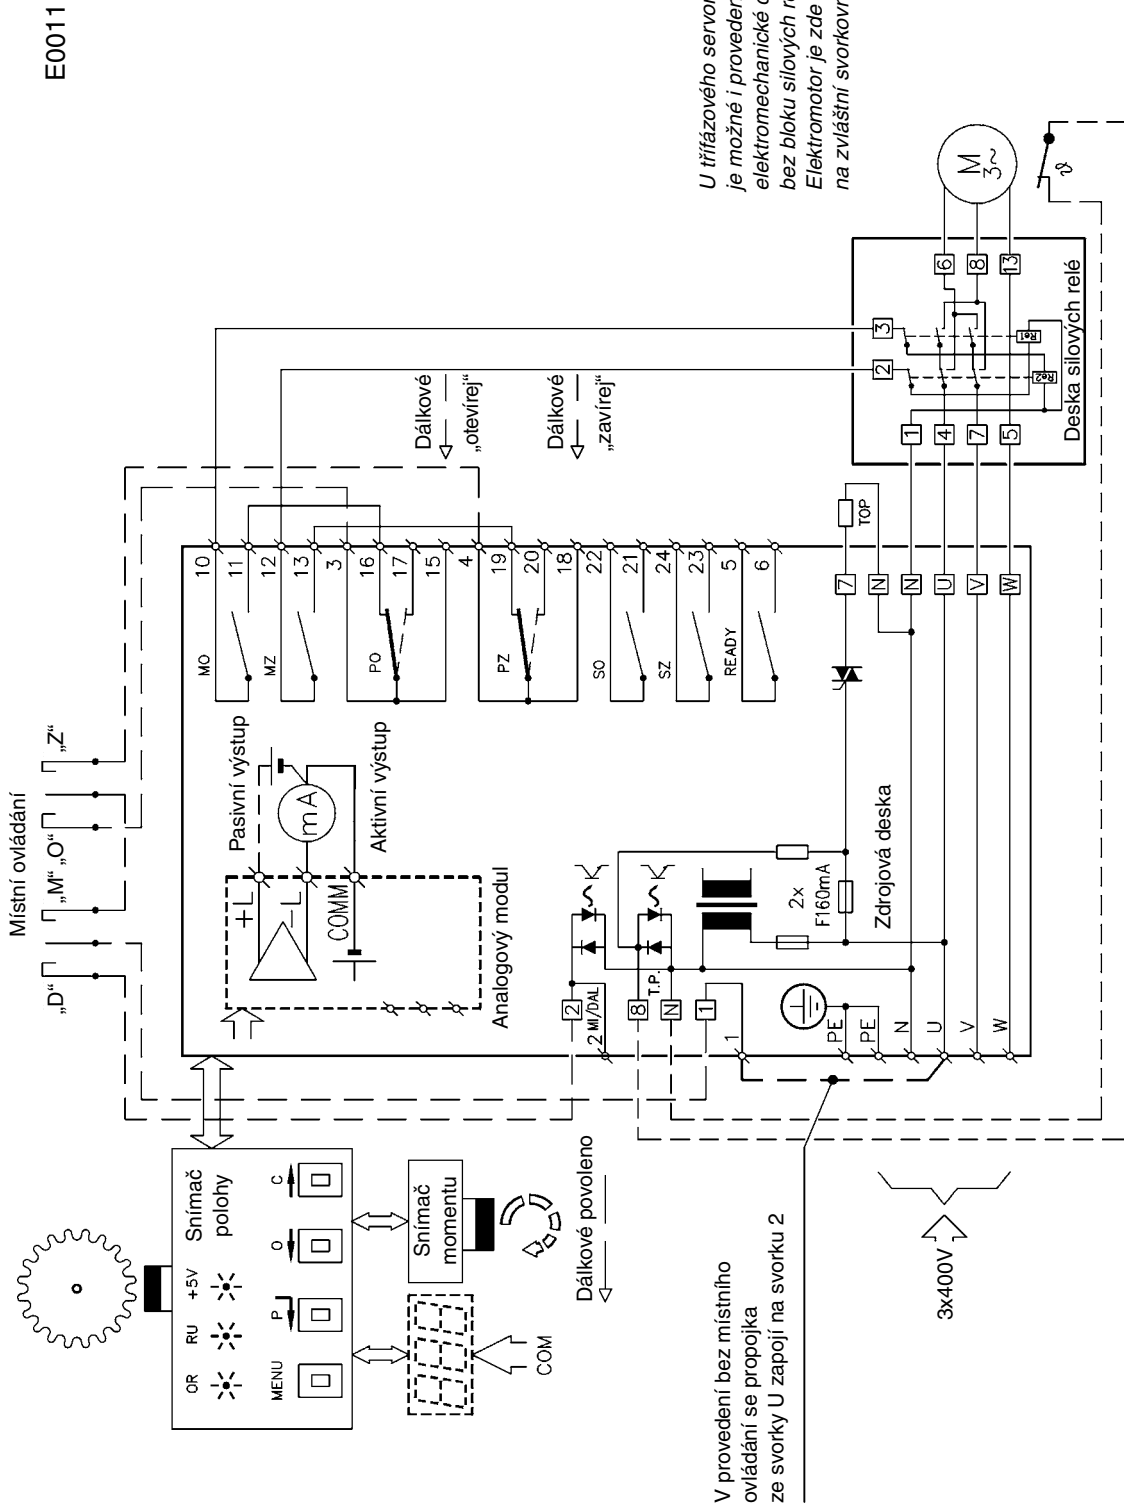 E0011
U třífázového servom
je možné i provedení
elektromechanické
bez bloku silových
Elektromotor je zde
na zvláštní svorkovn
Místní ovládání
„D“
„M“
„O“
„Z“
Pasivní výstup
+L
-L
COMM
mA
Aktivní výstup
Analogový modul
MO
MZ
PO
PZ
SO
SZ
READY
10
11
12
13
3
16
17
15
4
19
20
18
22
21
24
23
5
6
Dálkové
„otevírej“
Dálkové
„zavírej“
M
3~
ϑ
3
2
6
8
13
1
4
7
5
Re1
Re2
Deska silových relé
TOP
7
N
N
U
V
W
Zdrojová deska
2x
F160mA
2
2 MI/DAL
8
T.P.
N
1
1
PE
PE
N
U
V
W
Snímač
polohy
OR
RU
+5V
MENU
P
O
C
Snímač
momentu
COM
Dálkové povoleno
V provedení bez místního
ovládání se propojka
ze svorky U zapojí na svorku 2
3x400V